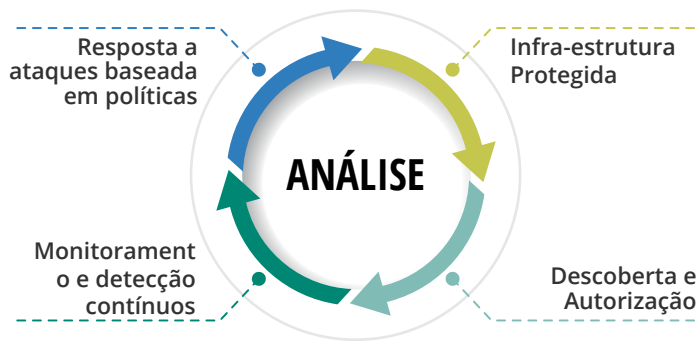 Resposta a
ataques baseada
em políticas
Infra-estrutura
Protegida
ANÁLISE
Monitorament
o e detecção
contínuos
Descoberta e
Autorização